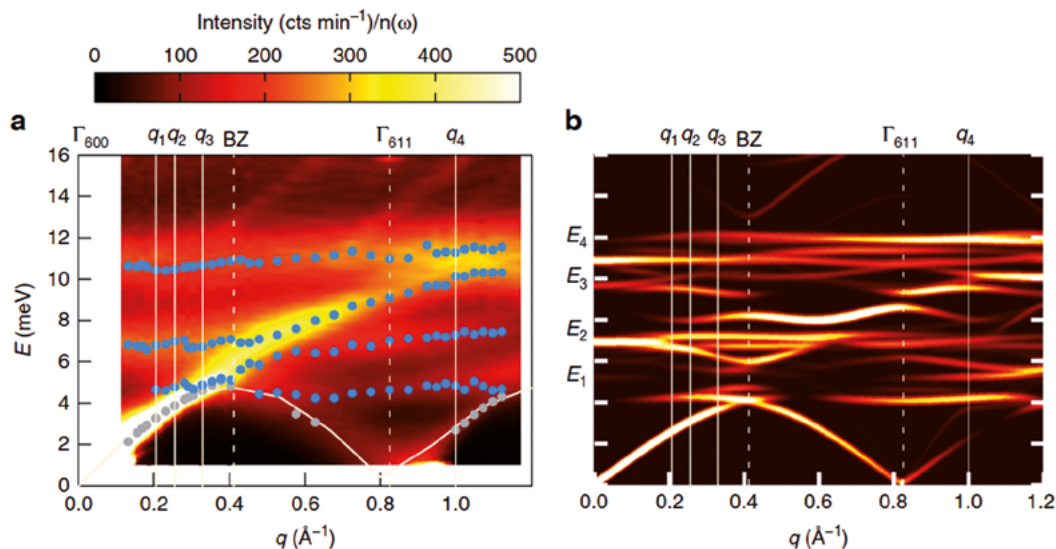 Intensity (cts min⁻¹)/n(ω)
0 100 200 300 400 500
a b
Γ₆₀₀ q₁ q₂ q₃ BZ Γ₆₁₁ q₄
q₁ q₂ q₃ BZ Γ₆₁₁ q₄
16
14
12
10
8
6
4
2
0
E (meV)
E₄
E₃
E₂
E₁
0.0 0.2 0.4 0.6 0.8 1.0
0.0 0.2 0.4 0.6 0.8 1.0 1.2
q (Å⁻¹)
q (Å⁻¹)